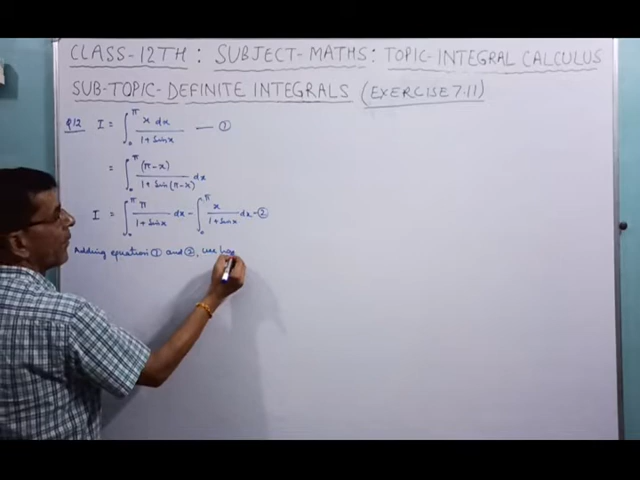 CLASS-12TH : SUBJECT-MATHS: TOPIC-INTEGRAL CALCULUS
SUB-TOPIC-DEFINITE INTEGRALS (EXERCISE 7.11)
Q12 I = ∫₀^π x dx / (1 + Sin x) — ①
= ∫₀^π (π-x) / (1 + Sin(π-x)) dx
I = ∫₀^π π / (1 + Sin x) dx - ∫₀^π x / (1 + Sin x) dx - ②
Adding equation ① and ②, we